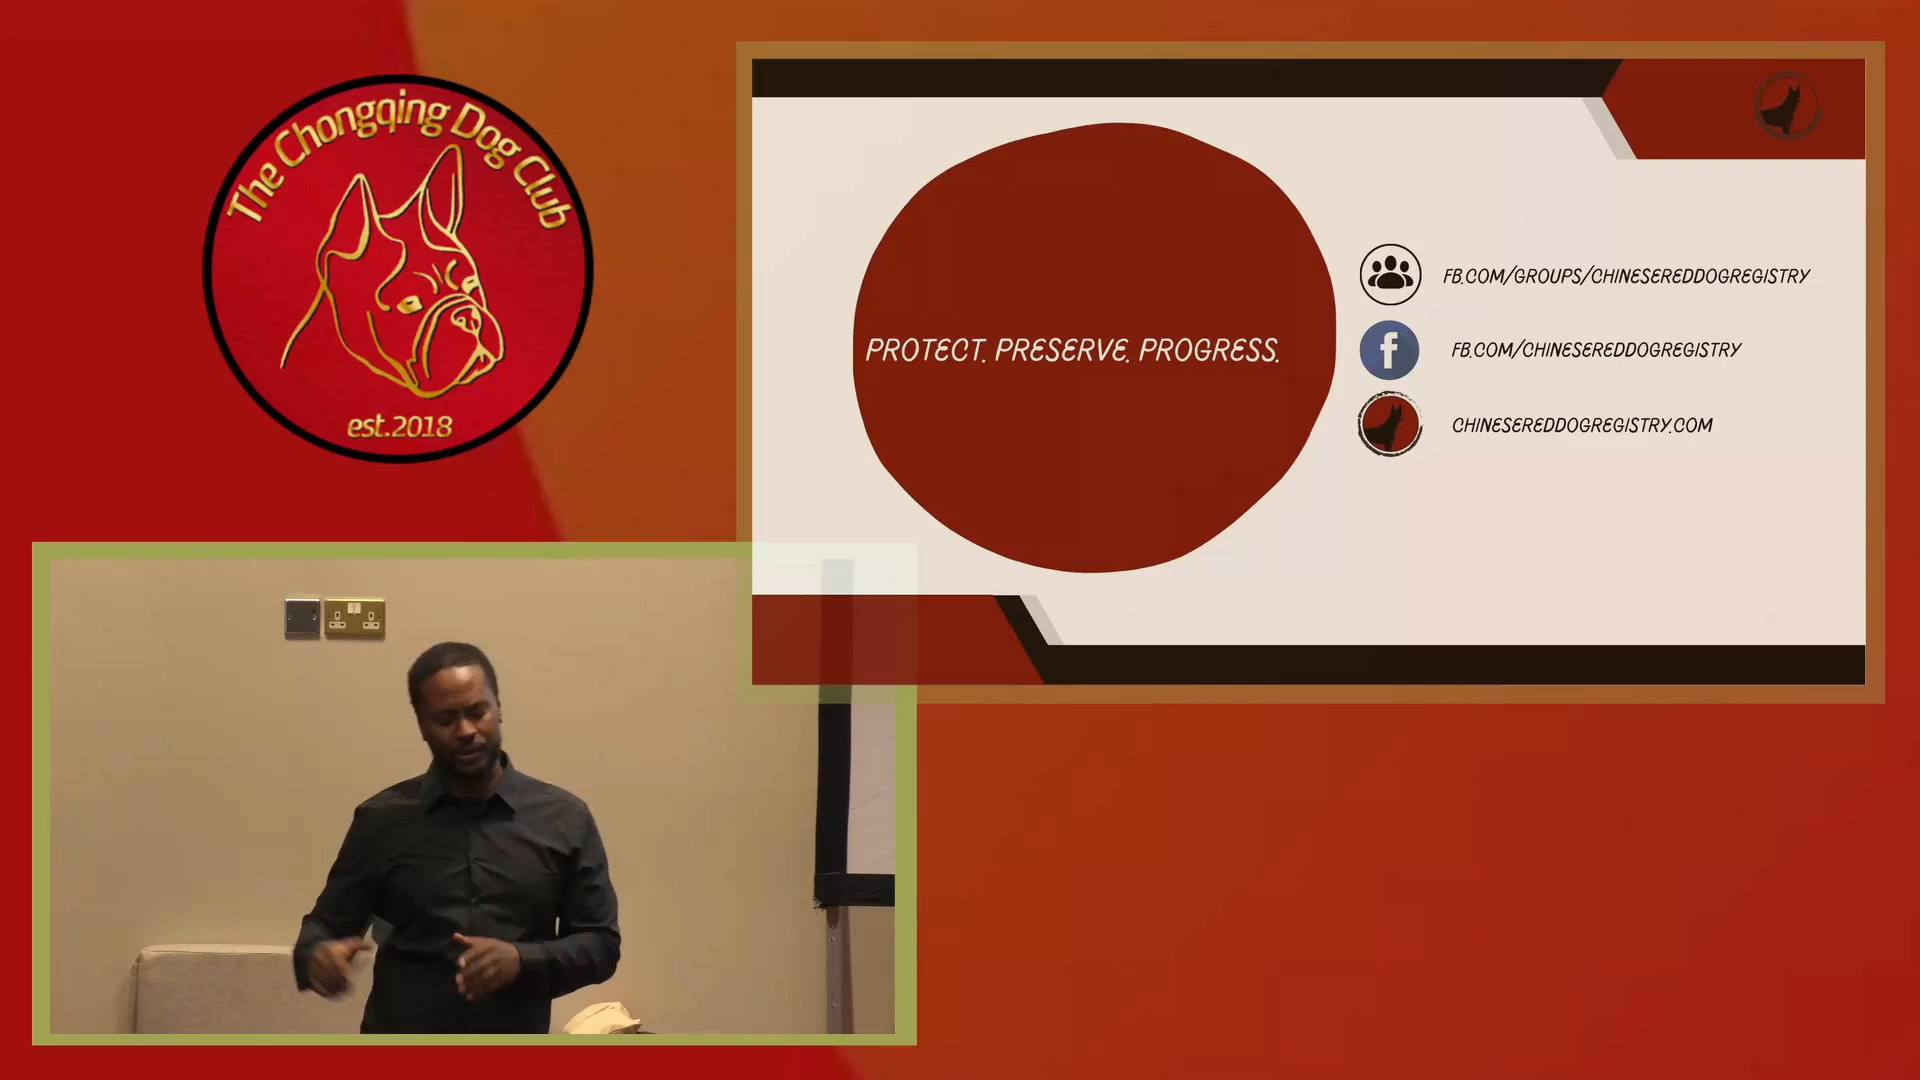 The Chongqing Dog Club
est.2018
PROTECT. PRESERVE. PROGRESS.
FB.COM/GROUPS/CHINESEREDDOGREGISTRY
FB.COM/CHINESEREDDOGREGISTRY
CHINESEREDDOGREGISTRY.COM